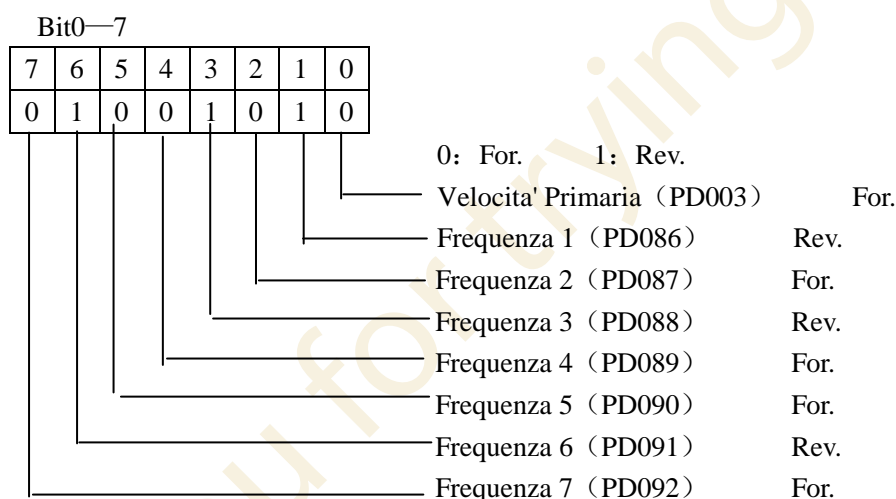 Bit0—7
7 6 5 4 3 2 1 0
0 1 0 0 1 0 1 0
0：For. 1：Rev.
Velocita' Primaria（PD003） For.
Frequenza 1（PD086） Rev.
Frequenza 2（PD087） For.
Frequenza 3（PD088） Rev.
Frequenza 4（PD089） For.
Frequenza 5（PD090） For.
Frequenza 6（PD091） Rev.
Frequenza 7（PD092） For.
u for trying